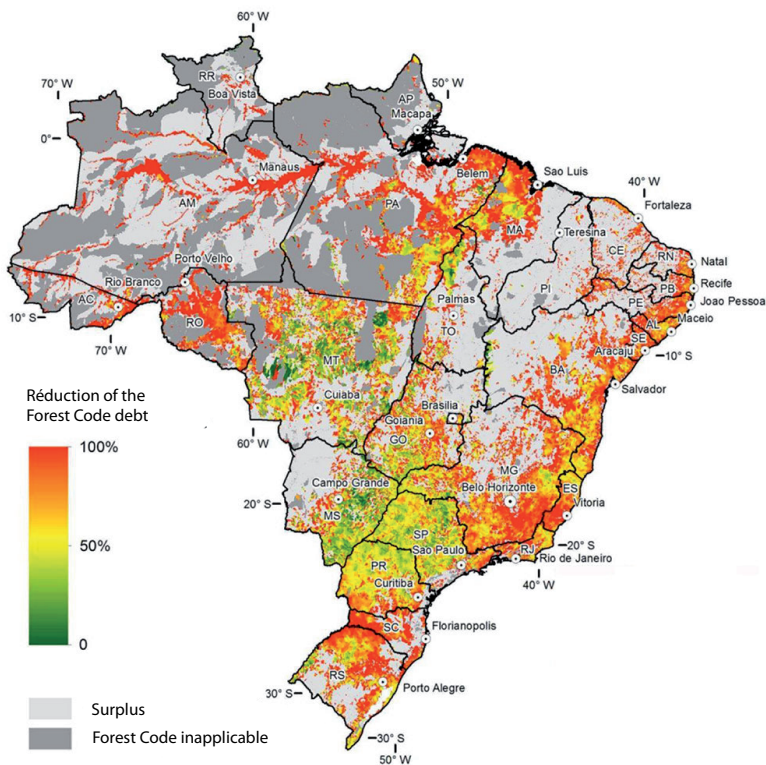 60° W
RR
Boa Vista
70° W
50° W
AP
Macapa
0°
Manaus
Belem
Sao Luis
40° W
Fortaleza
AM
PA
MA
Teresina
CE
RN
Natal
Porto Velho
Rio Branco
PI
PB
Recife
AC
Palmas
PE
Joao Pessoa
10° S
RO
TO
AL
Maceio
SE
70° W
Aracaju
10° S
MT
BA
Salvador
Réduction of the
Forest Code debt
Cuiaba
Brasilia
Goiania
GO
60° W
100%
MG
Campo Grande
Belo Horizonte
ES
Vitoria
20° S
MS
SP
Sao Paulo
RJ
20° S
Rio de Janeiro
50%
PR
Curitiba
40° W
SC
Florianopolis
0
RS
Porto Alegre
30° S
Surplus
Forest Code inapplicable
30° S
50° W